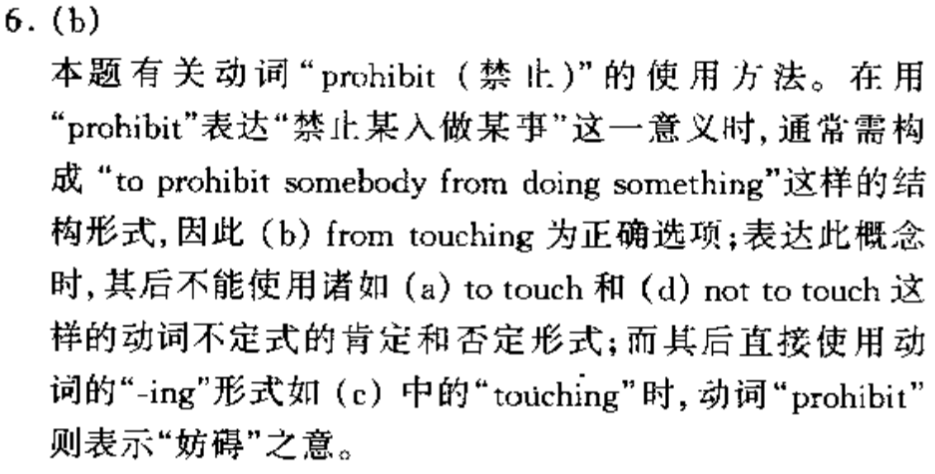 6. (b)
本题有关动词“prohibit (禁止)”的使用方法。在用
“prohibit”表达“禁止某人做某事”这一意义时,通常需构
成 “to prohibit somebody from doing something”这样的结
构形式,因此 (b) from touching 为正确选项;表达此概念
时,其后不能使用诸如 (a) to touch 和 (d) not to touch 这
样的动词不定式的肯定和否定形式;而其后直接使用动
词的“-ing”形式如 (c) 中的“touching”时,动词“prohibit”
则表示“妨碍”之意。